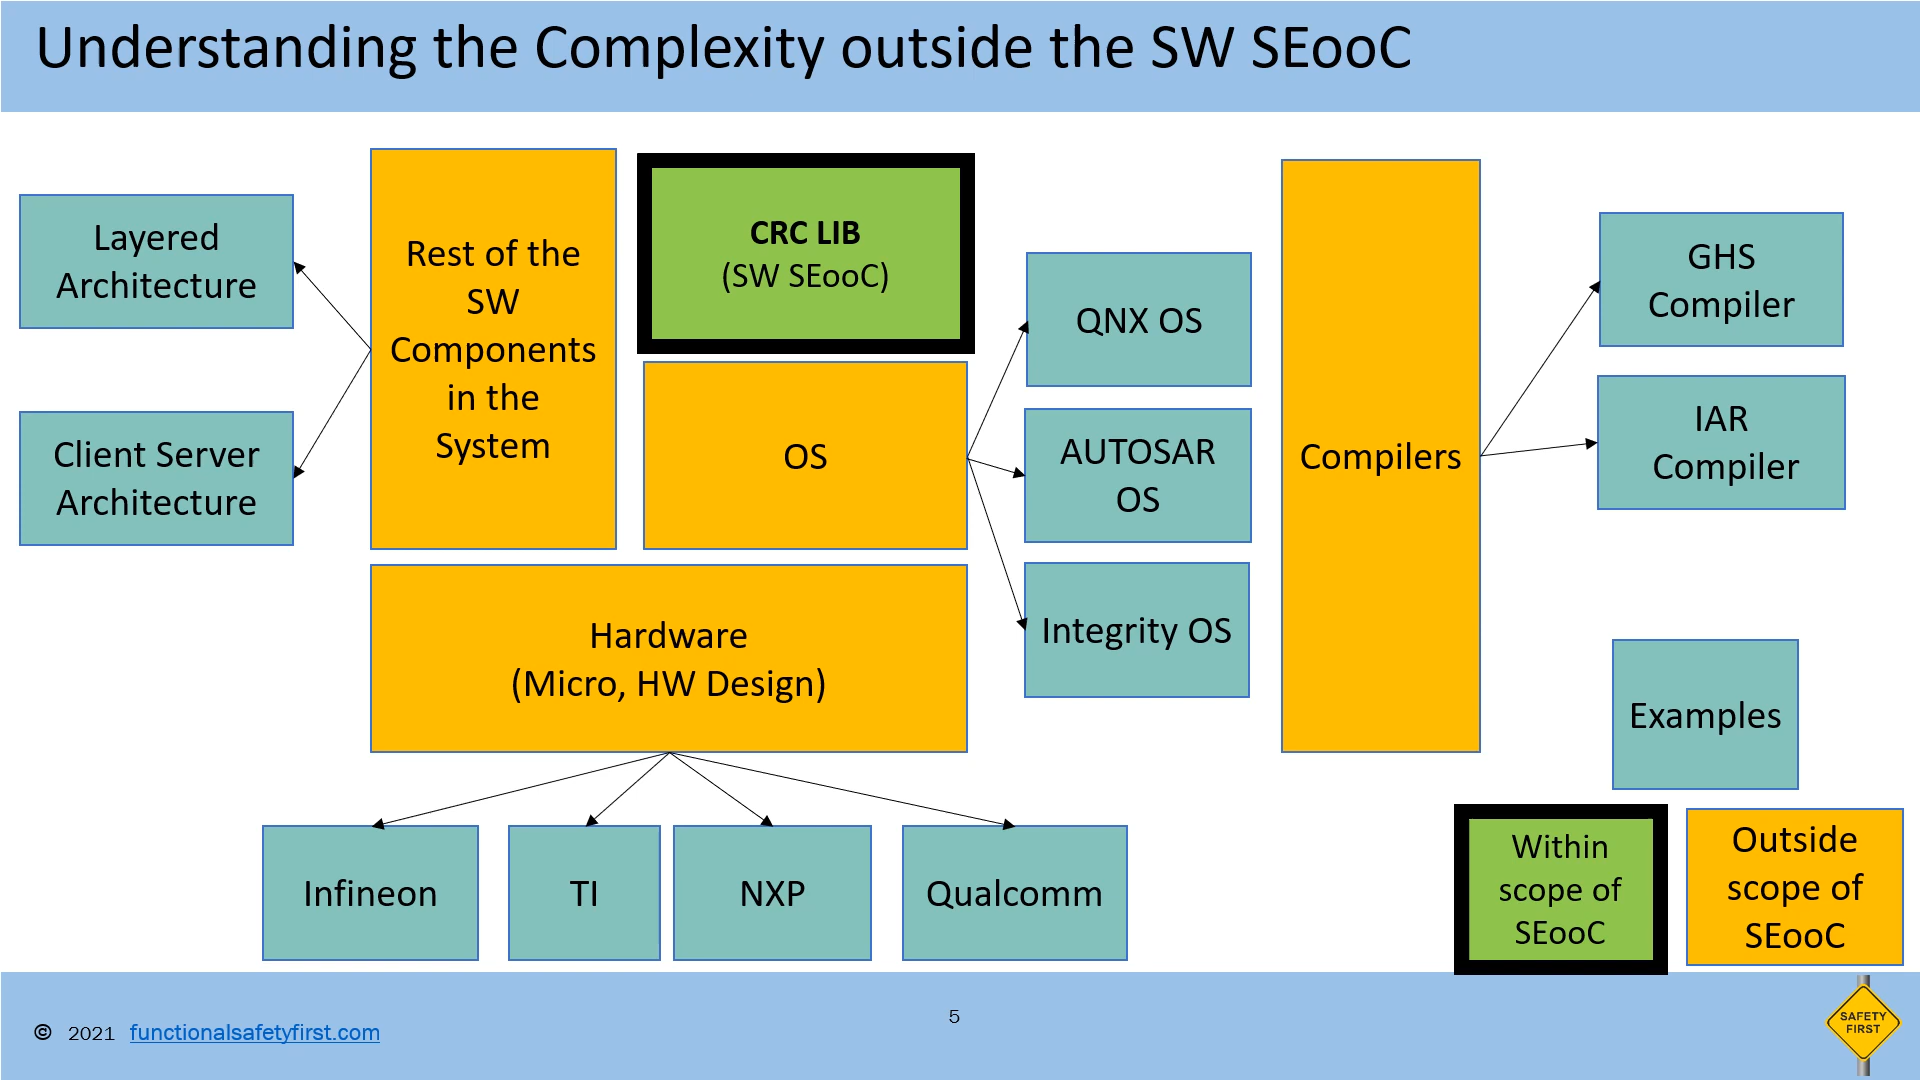 Understanding the Complexity outside the SW SEooC
Layered
Architecture
Client Server
Architecture
Rest of the
SW
Components
in the
System
CRC LIB
(SW SEooC)
OS
QNX OS
AUTOSAR
OS
Integrity OS
Compilers
GHS
Compiler
IAR
Compiler
Hardware
(Micro, HW Design)
Infineon
TI
NXP
Qualcomm
Examples
Within
scope of
SEooC
Outside
scope of
SEooC
© 2021 functionalsafetyfirst.com
5
SAFETY
FIRST